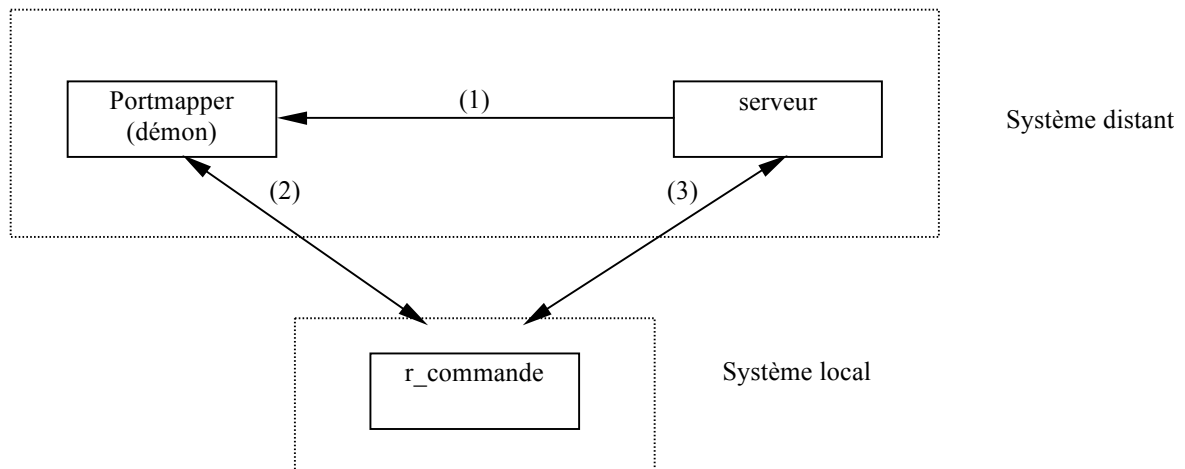 Portmapper
(démon)
(1)
serveur
Système distant
(2)
(3)
r_commande
Système local